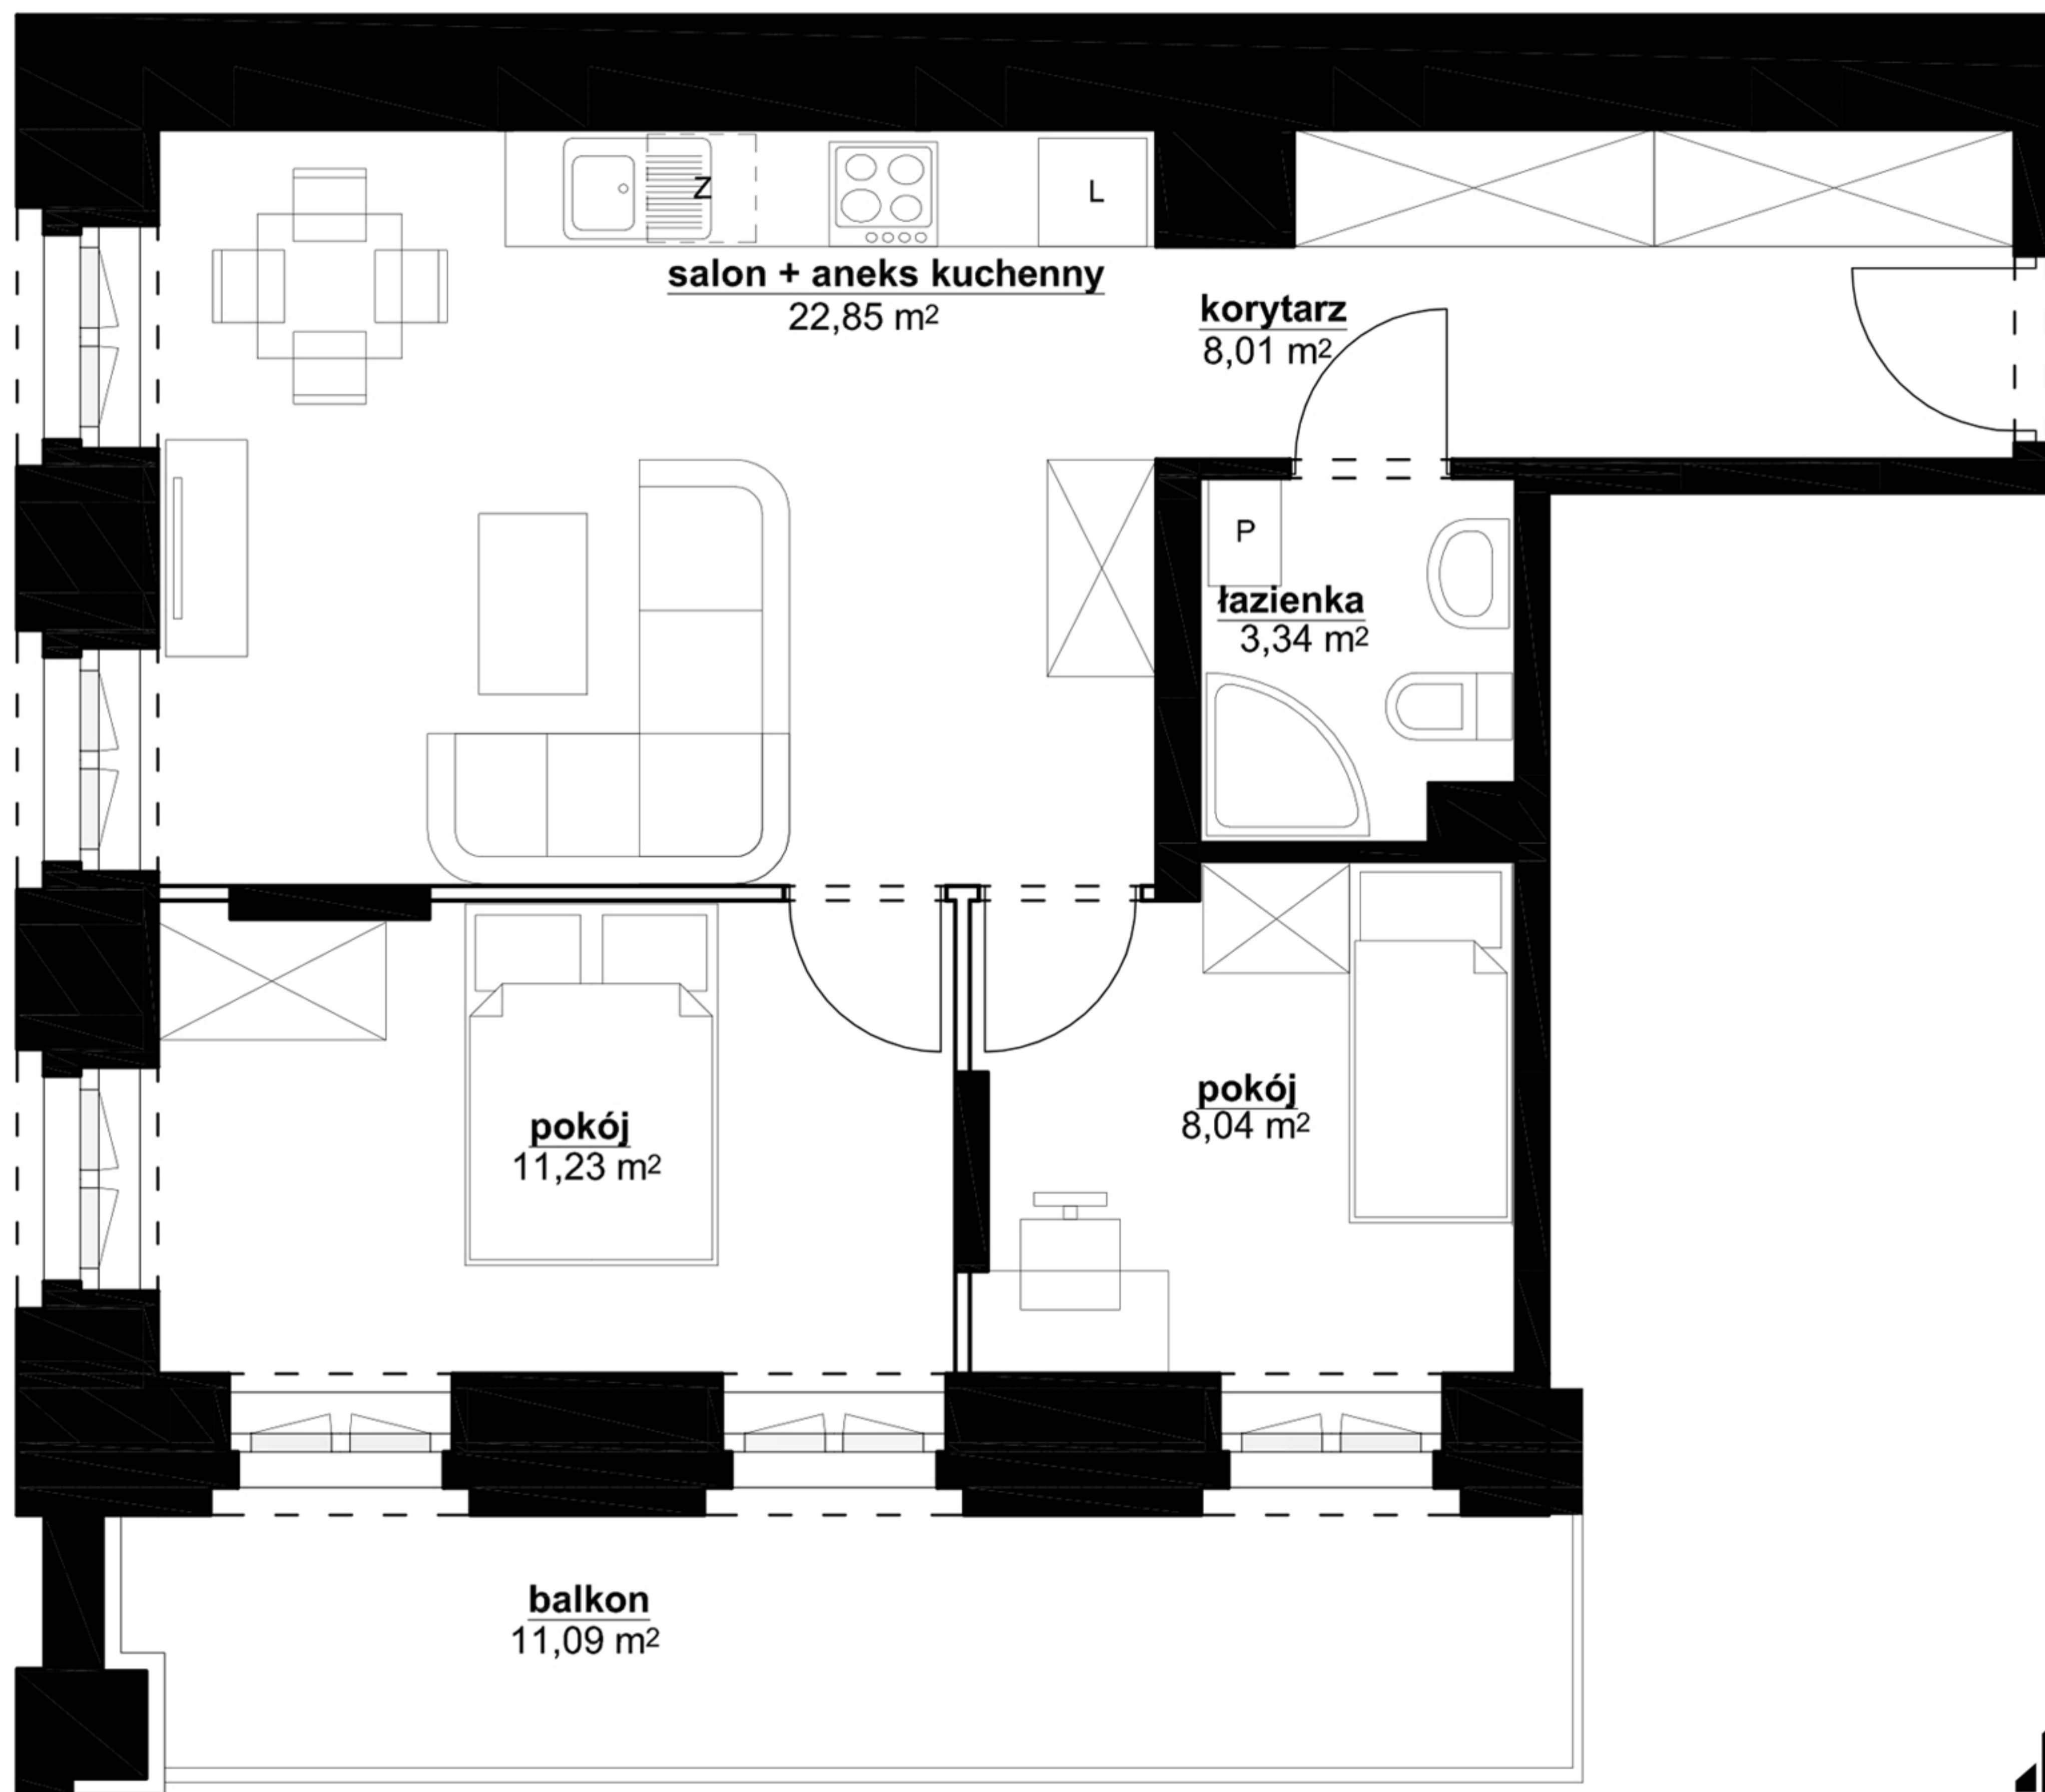 Z
L
salon + aneks kuchenny
22,85 m²
korytarz
8,01 m²
P
łazienka
3,34 m²
pokój
8,04 m²
pokój
11,23 m²
balkon
11,09 m²